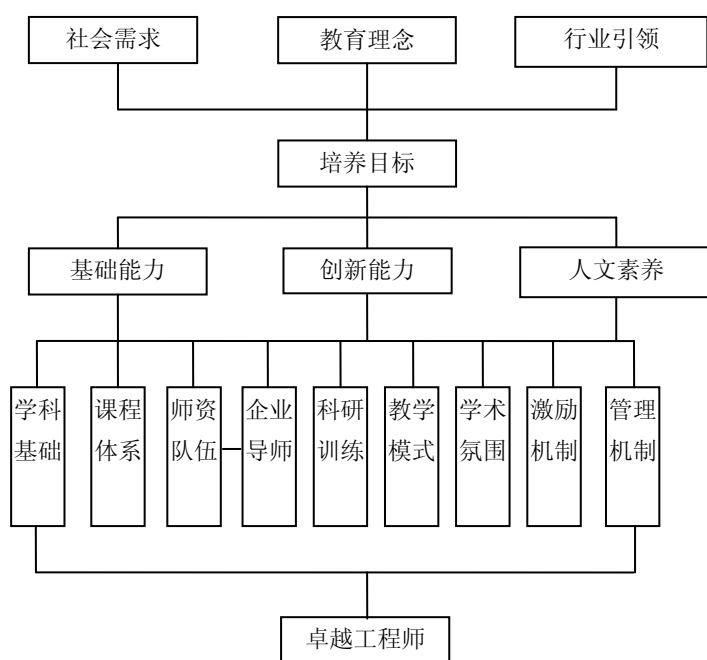 社会需求
教育理念
行业引领
培养目标
基础能力
创新能力
人文素养
学科
基础
课程
体系
师资
队伍
企业
导师
科研
训练
教学
模式
学术
氛围
激励
机制
管理
机制
卓越工程师